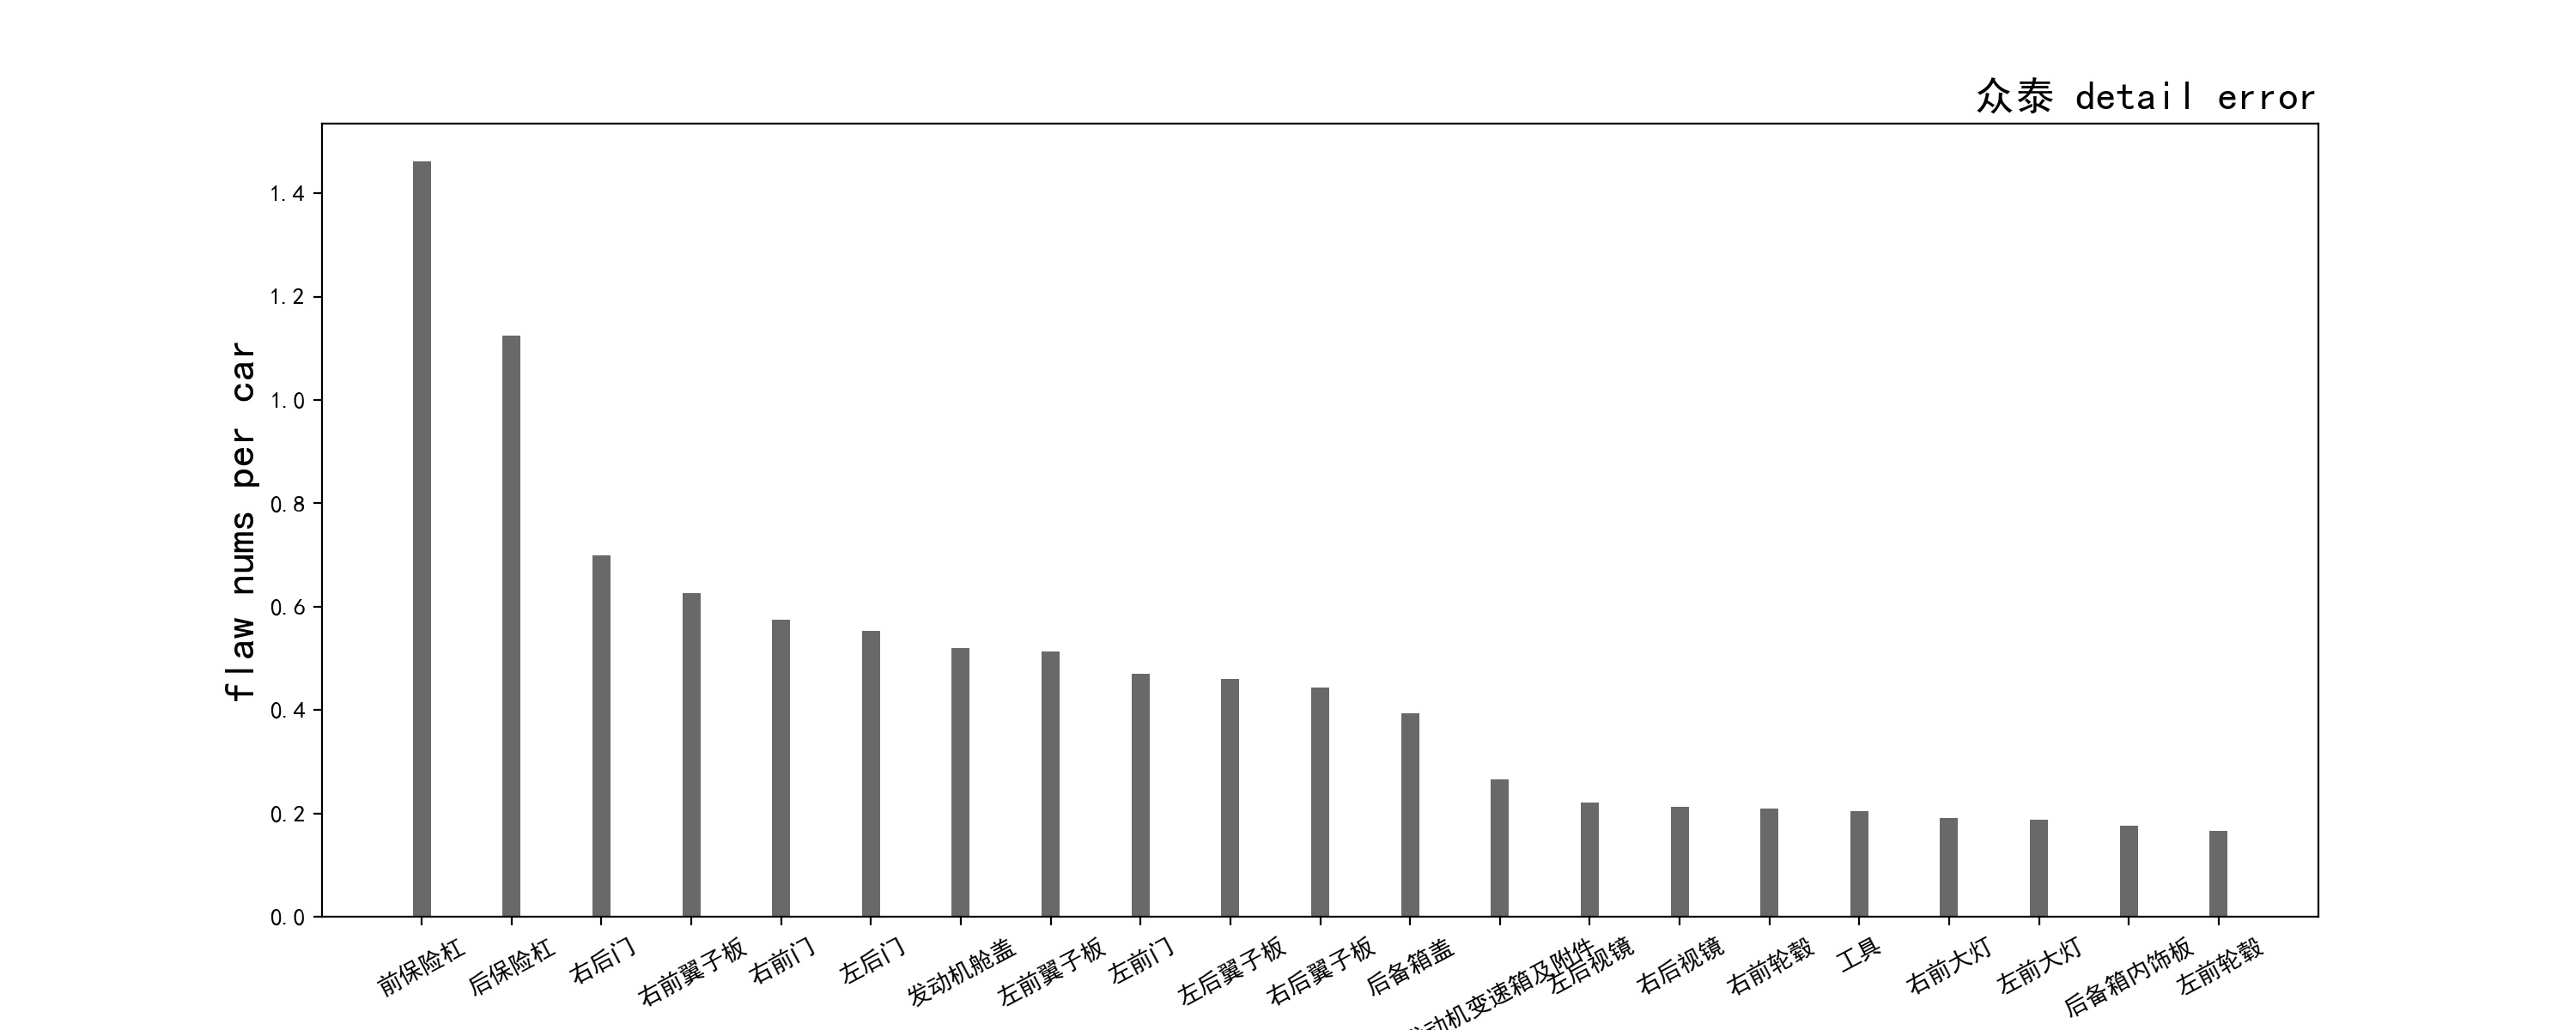 众泰 detail error
flaw nums per car
1.4
1.2
1.0
0.8
0.6
0.4
0.2
0.0
前保险杠
后保险杠
右后门
右前翼子板
右前门
左后门
发动机舱盖
左前翼子板
左前门
左后翼子板
右后翼子板
后备箱盖
动机变速箱及附件
左后视镜
右后视镜
右前轮毂
工具
右前大灯
左前大灯
后备箱内饰板
左前轮毂